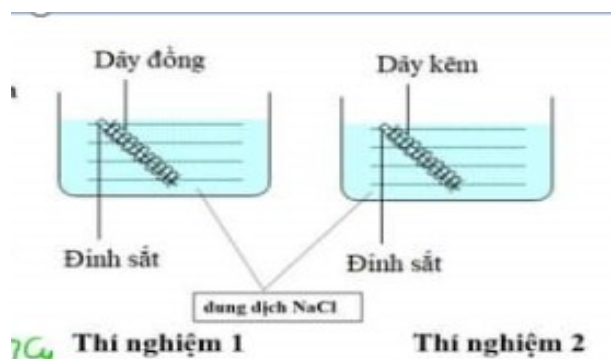 Dây đồng
Dây kẽm
Đinh sắt
Đinh sắt
dung dịch NaCl
Thí nghiệm 1
Thí nghiệm 2